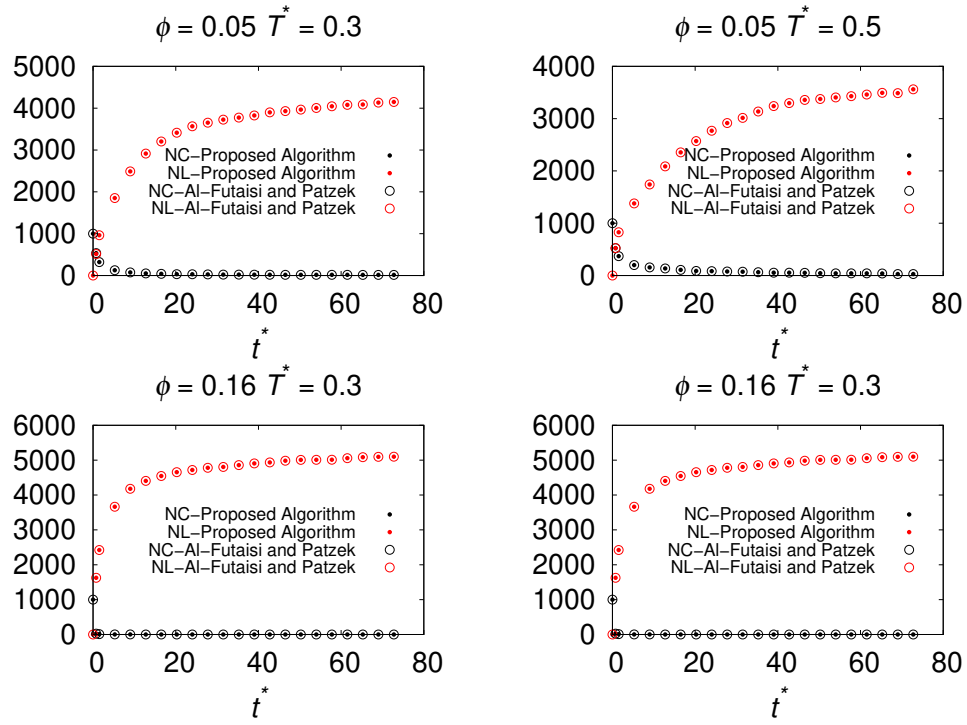 ϕ = 0.05 T* = 0.3
5000
4000
3000
2000
1000
0
NC−Proposed Algorithm
NL−Proposed Algorithm
NC−Al−Futaisi and Patzek
NL−Al−Futaisi and Patzek
0 20 40 60 80
t*
ϕ = 0.05 T* = 0.5
4000
3000
2000
1000
0
NC−Proposed Algorithm
NL−Proposed Algorithm
NC−Al−Futaisi and Patzek
NL−Al−Futaisi and Patzek
0 20 40 60 80
t*
ϕ = 0.16 T* = 0.3
6000
5000
4000
3000
2000
1000
0
NC−Proposed Algorithm
NL−Proposed Algorithm
NC−Al−Futaisi and Patzek
NL−Al−Futaisi and Patzek
0 20 40 60 80
t*
ϕ = 0.16 T* = 0.3
6000
5000
4000
3000
2000
1000
0
NC−Proposed Algorithm
NL−Proposed Algorithm
NC−Al−Futaisi and Patzek
NL−Al−Futaisi and Patzek
0 20 40 60 80
t*